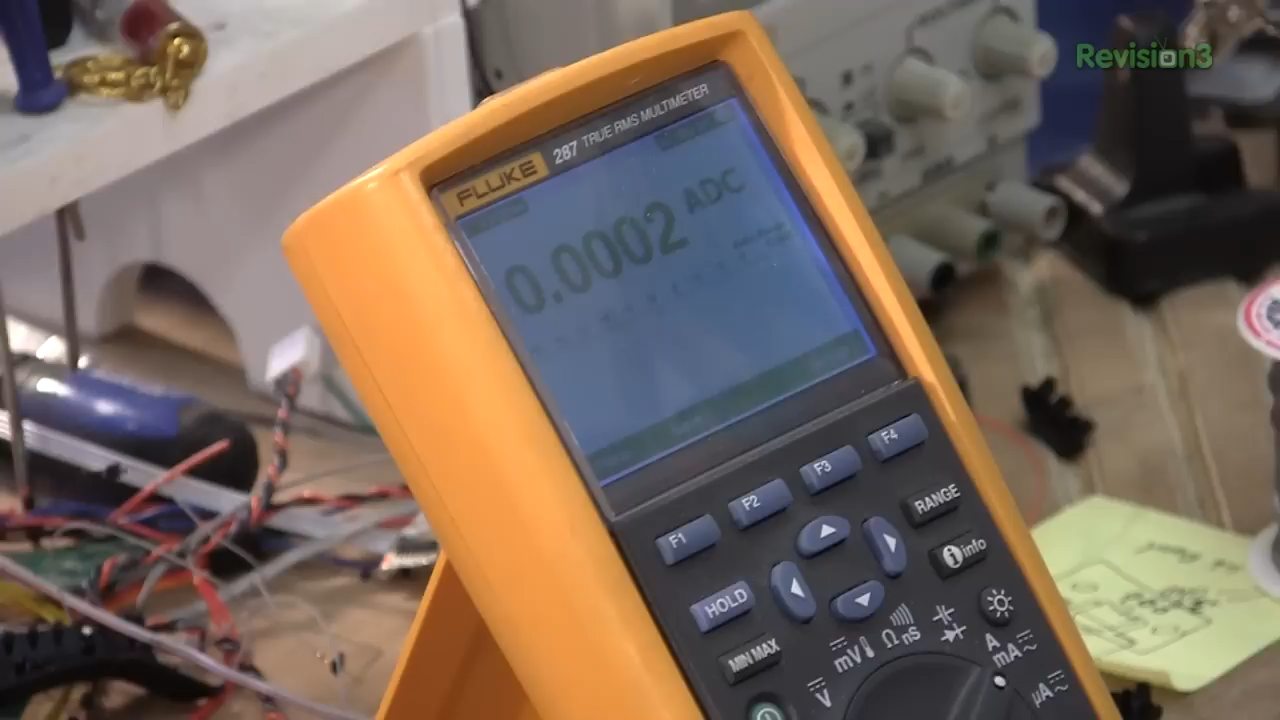 Revision3
FLUKE 287 TRUE RMS MULTIMETER
0.0002 ADC
F1 F2 F3 F4
RANGE
info
HOLD
MIN MAX
V
mV
Ω nS
A
mA
µA